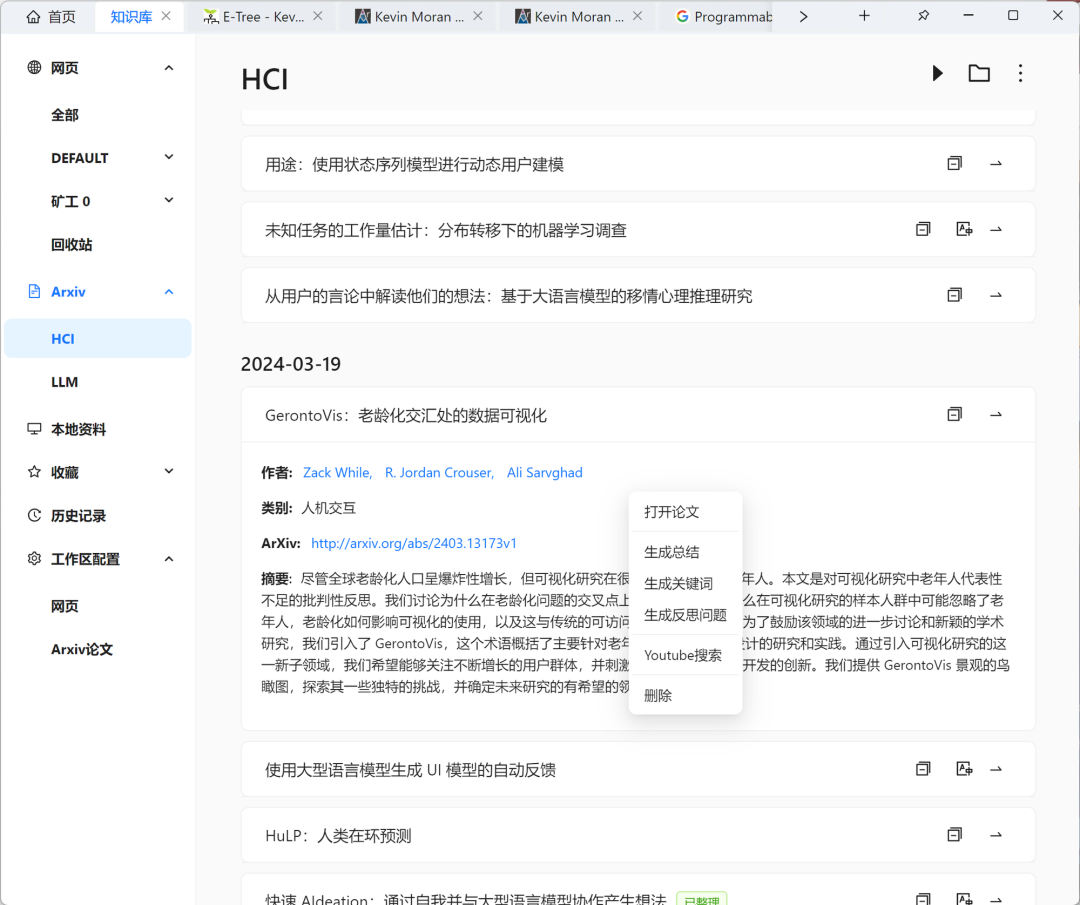 首页
知识库
E-Tree - Kev...
Kevin Moran ...
Kevin Moran ...
Programmab
网页
全部
DEFAULT
矿工 0
回收站
Arxiv
HCI
LLM
本地资料
收藏
历史记录
工作区配置
网页
Arxiv论文
HCI
用途：使用状态序列模型进行动态用户建模
未知任务的工作量估计：分布转移下的机器学习调查
从用户的言论中解读他们的想法：基于大语言模型的移情心理推理研究
2024-03-19
GerontoVis：老龄化交汇处的数据可视化
作者: Zack While, R. Jordan Crouser, Ali Sarvghad
类别: 人机交互
ArXiv: http://arxiv.org/abs/2403.13173v1
摘要: 尽管全球老龄化人口呈爆炸性增长，但可视化研究在很 年人。本文是对可视化研究中老年人代表性
不足的批判性反思。我们讨论为什么在老龄化问题的交叉点上 么在可视化研究的样本人群中可能忽略了老
年人，老龄化如何影响可视化的使用，以及这与传统的可访问 为了鼓励该领域的进一步讨论和新颖的学术
研究，我们引入了 GerontoVis，这个术语概括了主要针对老年 计的研究和实践。通过引入可视化研究的这
一新子领域，我们希望能够关注不断增长的用户群体，并刺激 开发的创新。我们提供 GerontoVis 景观的鸟
瞰图，探索其一些独特的挑战，并确定未来研究的有希望的领
打开论文
生成总结
生成关键词
生成反思问题
Youtube搜索
删除
使用大型语言模型生成 UI 模型的自动反馈
HuLP：人类在环预测
快速 AIdeation：通过自我并与大型语言模型协作产生想法 已整理